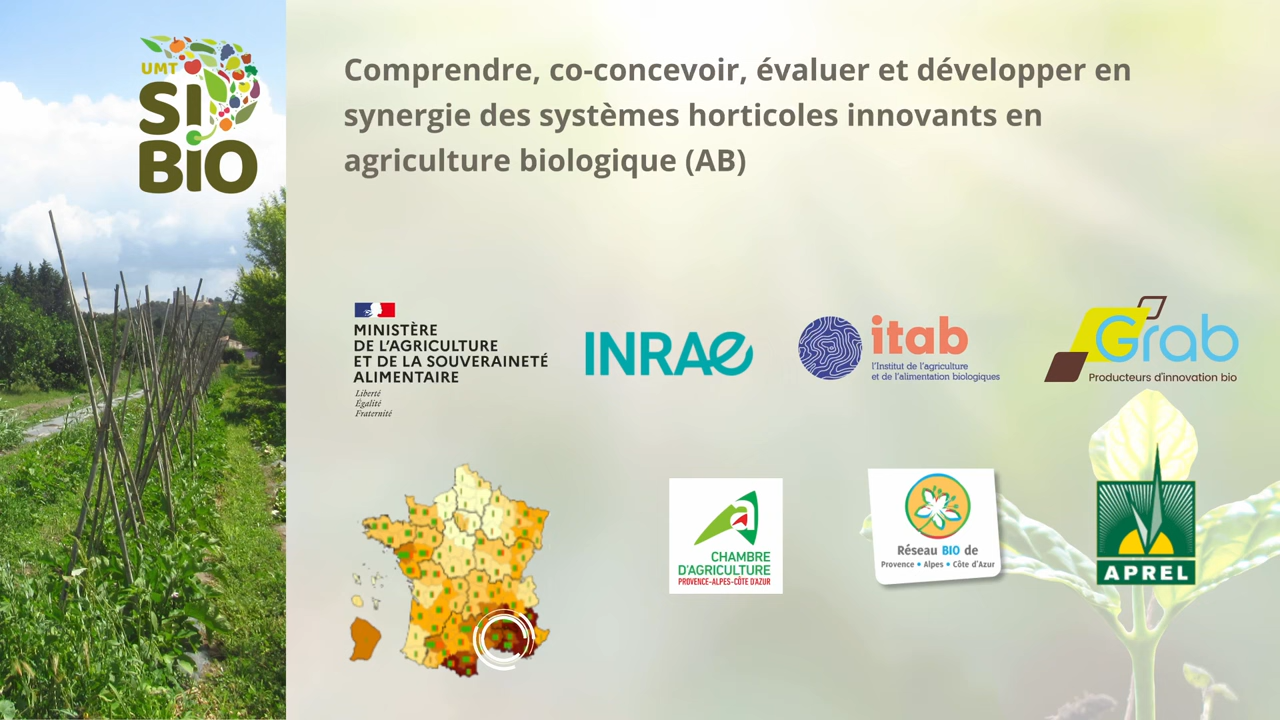 UMT
SI
BIO
Comprendre, co-concevoir, évaluer et développer en
synergie des systèmes horticoles innovants en
agriculture biologique (AB)
MINISTÈRE
DE L'AGRICULTURE
ET DE LA SOUVERAINETÉ
ALIMENTAIRE
Liberté
Égalité
Fraternité
INRAE
itab
l'Institut de l'agriculture
et de l'alimentation biologiques
Grab
Producteurs d'innovation bio
CHAMBRE
D'AGRICULTURE
PROVENCE-ALPES-CÔTE D'AZUR
Réseau BIO de
Provence • Alpes • Côte d'Azur
APREL